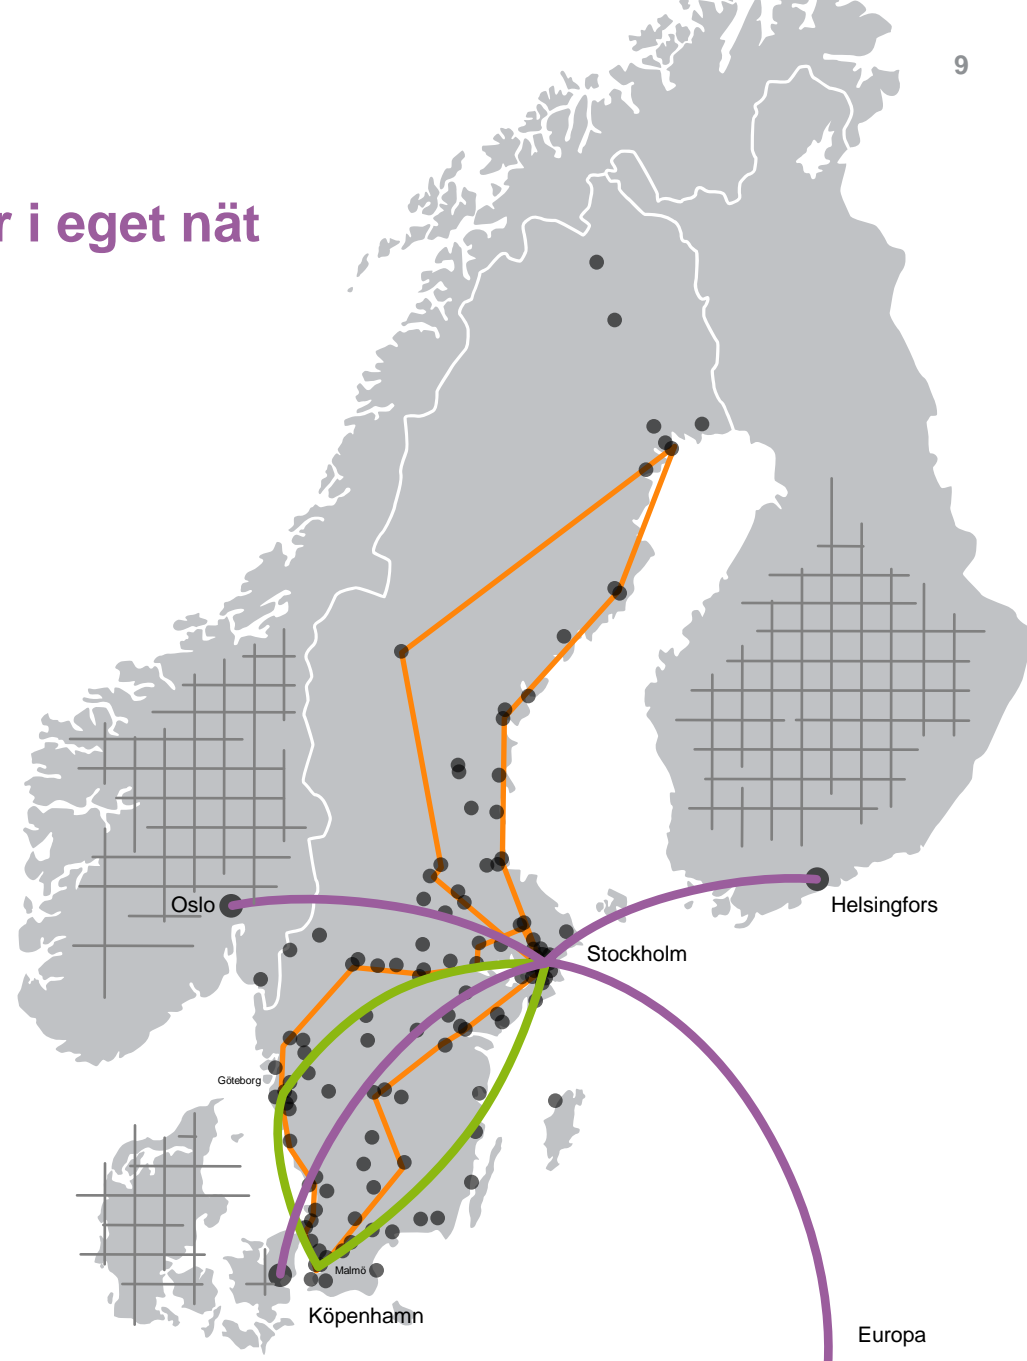 9
r i eget nät
Oslo
Helsingfors
Stockholm
Göteborg
Malmö
Köpenhamn
Europa